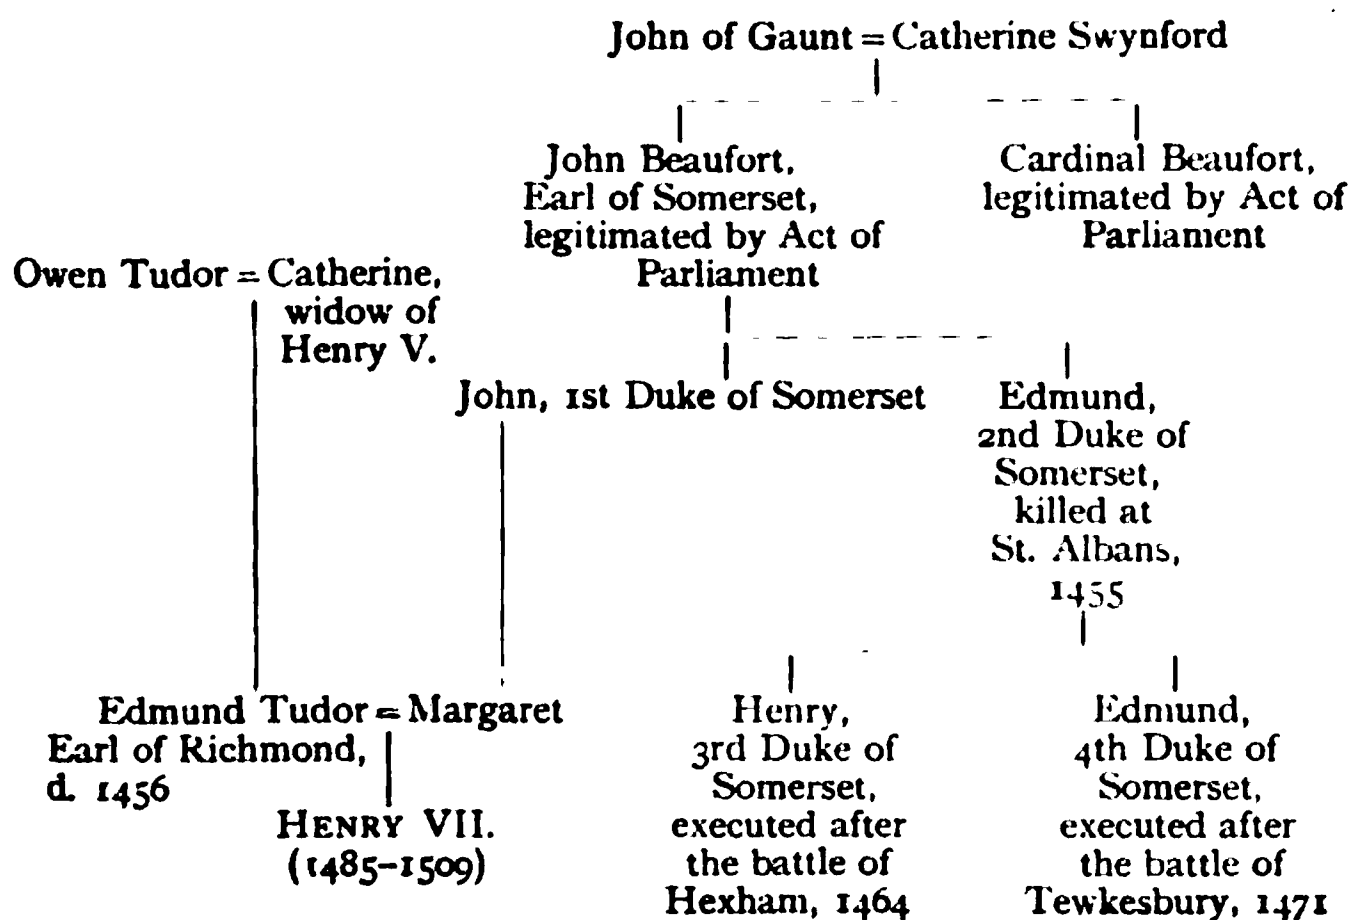 John of Gaunt = Catherine Swynford
John Beaufort,
Earl of Somerset,
legitimated by Act of
Parliament
Cardinal Beaufort,
legitimated by Act of
Parliament
Owen Tudor = Catherine,
widow of
Henry V.
John, 1st Duke of Somerset
Edmund,
2nd Duke of
Somerset,
killed at
St. Albans,
1455
Edmund Tudor = Margaret
Earl of Richmond,
d. 1456
HENRY VII.
(1485-1509)
Henry,
3rd Duke of
Somerset,
executed after
the battle of
Hexham, 1464
Edmund,
4th Duke of
Somerset,
executed after
the battle of
Tewkesbury, 1471